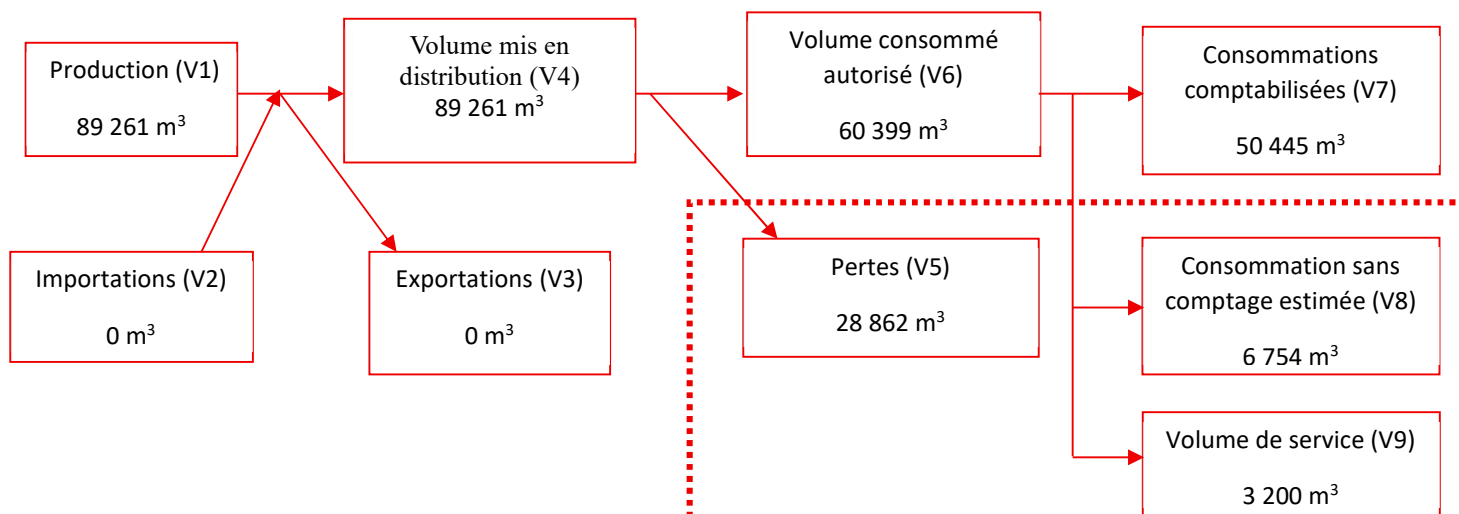 Production (V1)
89 261 m³
Volume mis en
distribution (V4)
89 261 m³
Volume consommé
autorisé (V6)
60 399 m³
Consommations
comptabilisées (V7)
50 445 m³
Importations (V2)
0 m³
Exportations (V3)
0 m³
Pertes (V5)
28 862 m³
Consommation sans
comptage estimée (V8)
6 754 m³
Volume de service (V9)
3 200 m³